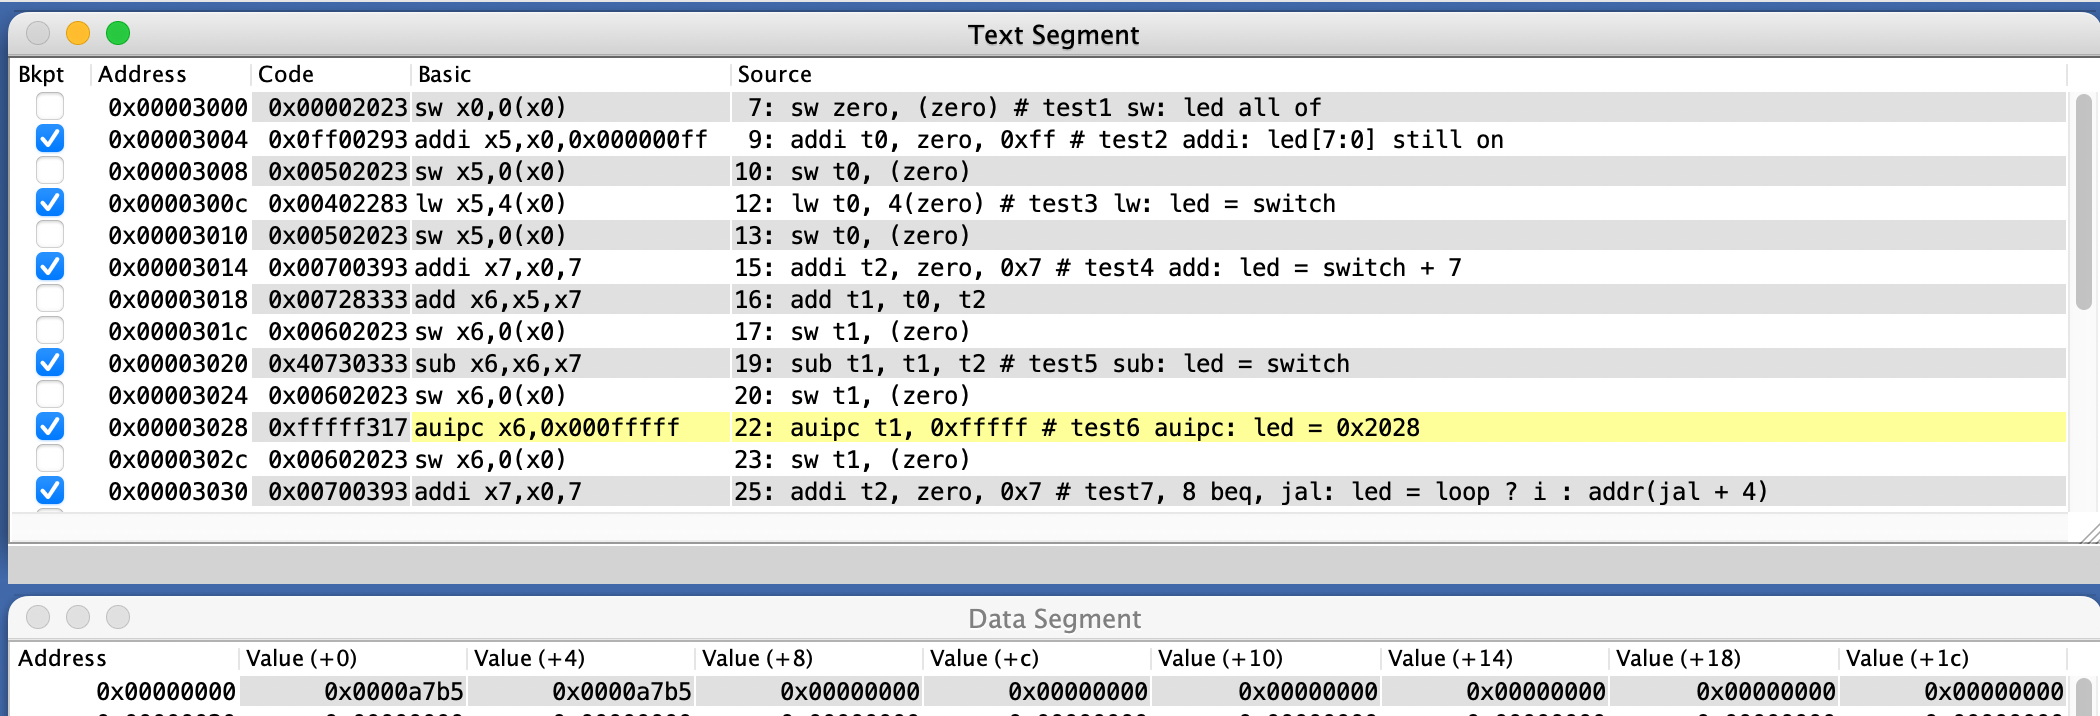 Text Segment
Bkpt Address Code Basic Source
0x00003000 0x00002023 sw x0,0(x0) 7: sw zero, (zero) # test1 sw: led all of
0x00003004 0x0ff00293 addi x5,x0,0x000000ff 9: addi t0, zero, 0xff # test2 addi: led[7:0] still on
0x00003008 0x00502023 sw x5,0(x0) 10: sw t0, (zero)
0x0000300c 0x00402283 lw x5,4(x0) 12: lw t0, 4(zero) # test3 lw: led = switch
0x00003010 0x00502023 sw x5,0(x0) 13: sw t0, (zero)
0x00003014 0x00700393 addi x7,x0,7 15: addi t2, zero, 0x7 # test4 add: led = switch + 7
0x00003018 0x00728333 add x6,x5,x7 16: add t1, t0, t2
0x0000301c 0x00602023 sw x6,0(x0) 17: sw t1, (zero)
0x00003020 0x40730333 sub x6,x6,x7 19: sub t1, t1, t2 # test5 sub: led = switch
0x00003024 0x00602023 sw x6,0(x0) 20: sw t1, (zero)
0x00003028 0xfffff317 auipc x6,0x000fffff 22: auipc t1, 0xfffff # test6 auipc: led = 0x2028
0x0000302c 0x00602023 sw x6,0(x0) 23: sw t1, (zero)
0x00003030 0x00700393 addi x7,x0,7 25: addi t2, zero, 0x7 # test7, 8 beq, jal: led = loop ? i : addr(jal + 4)
Data Segment
Address Value (+0) Value (+4) Value (+8) Value (+c) Value (+10) Value (+14) Value (+18) Value (+1c)
0x00000000 0x0000a7b5 0x0000a7b5 0x00000000 0x00000000 0x00000000 0x00000000 0x00000000 0x00000000